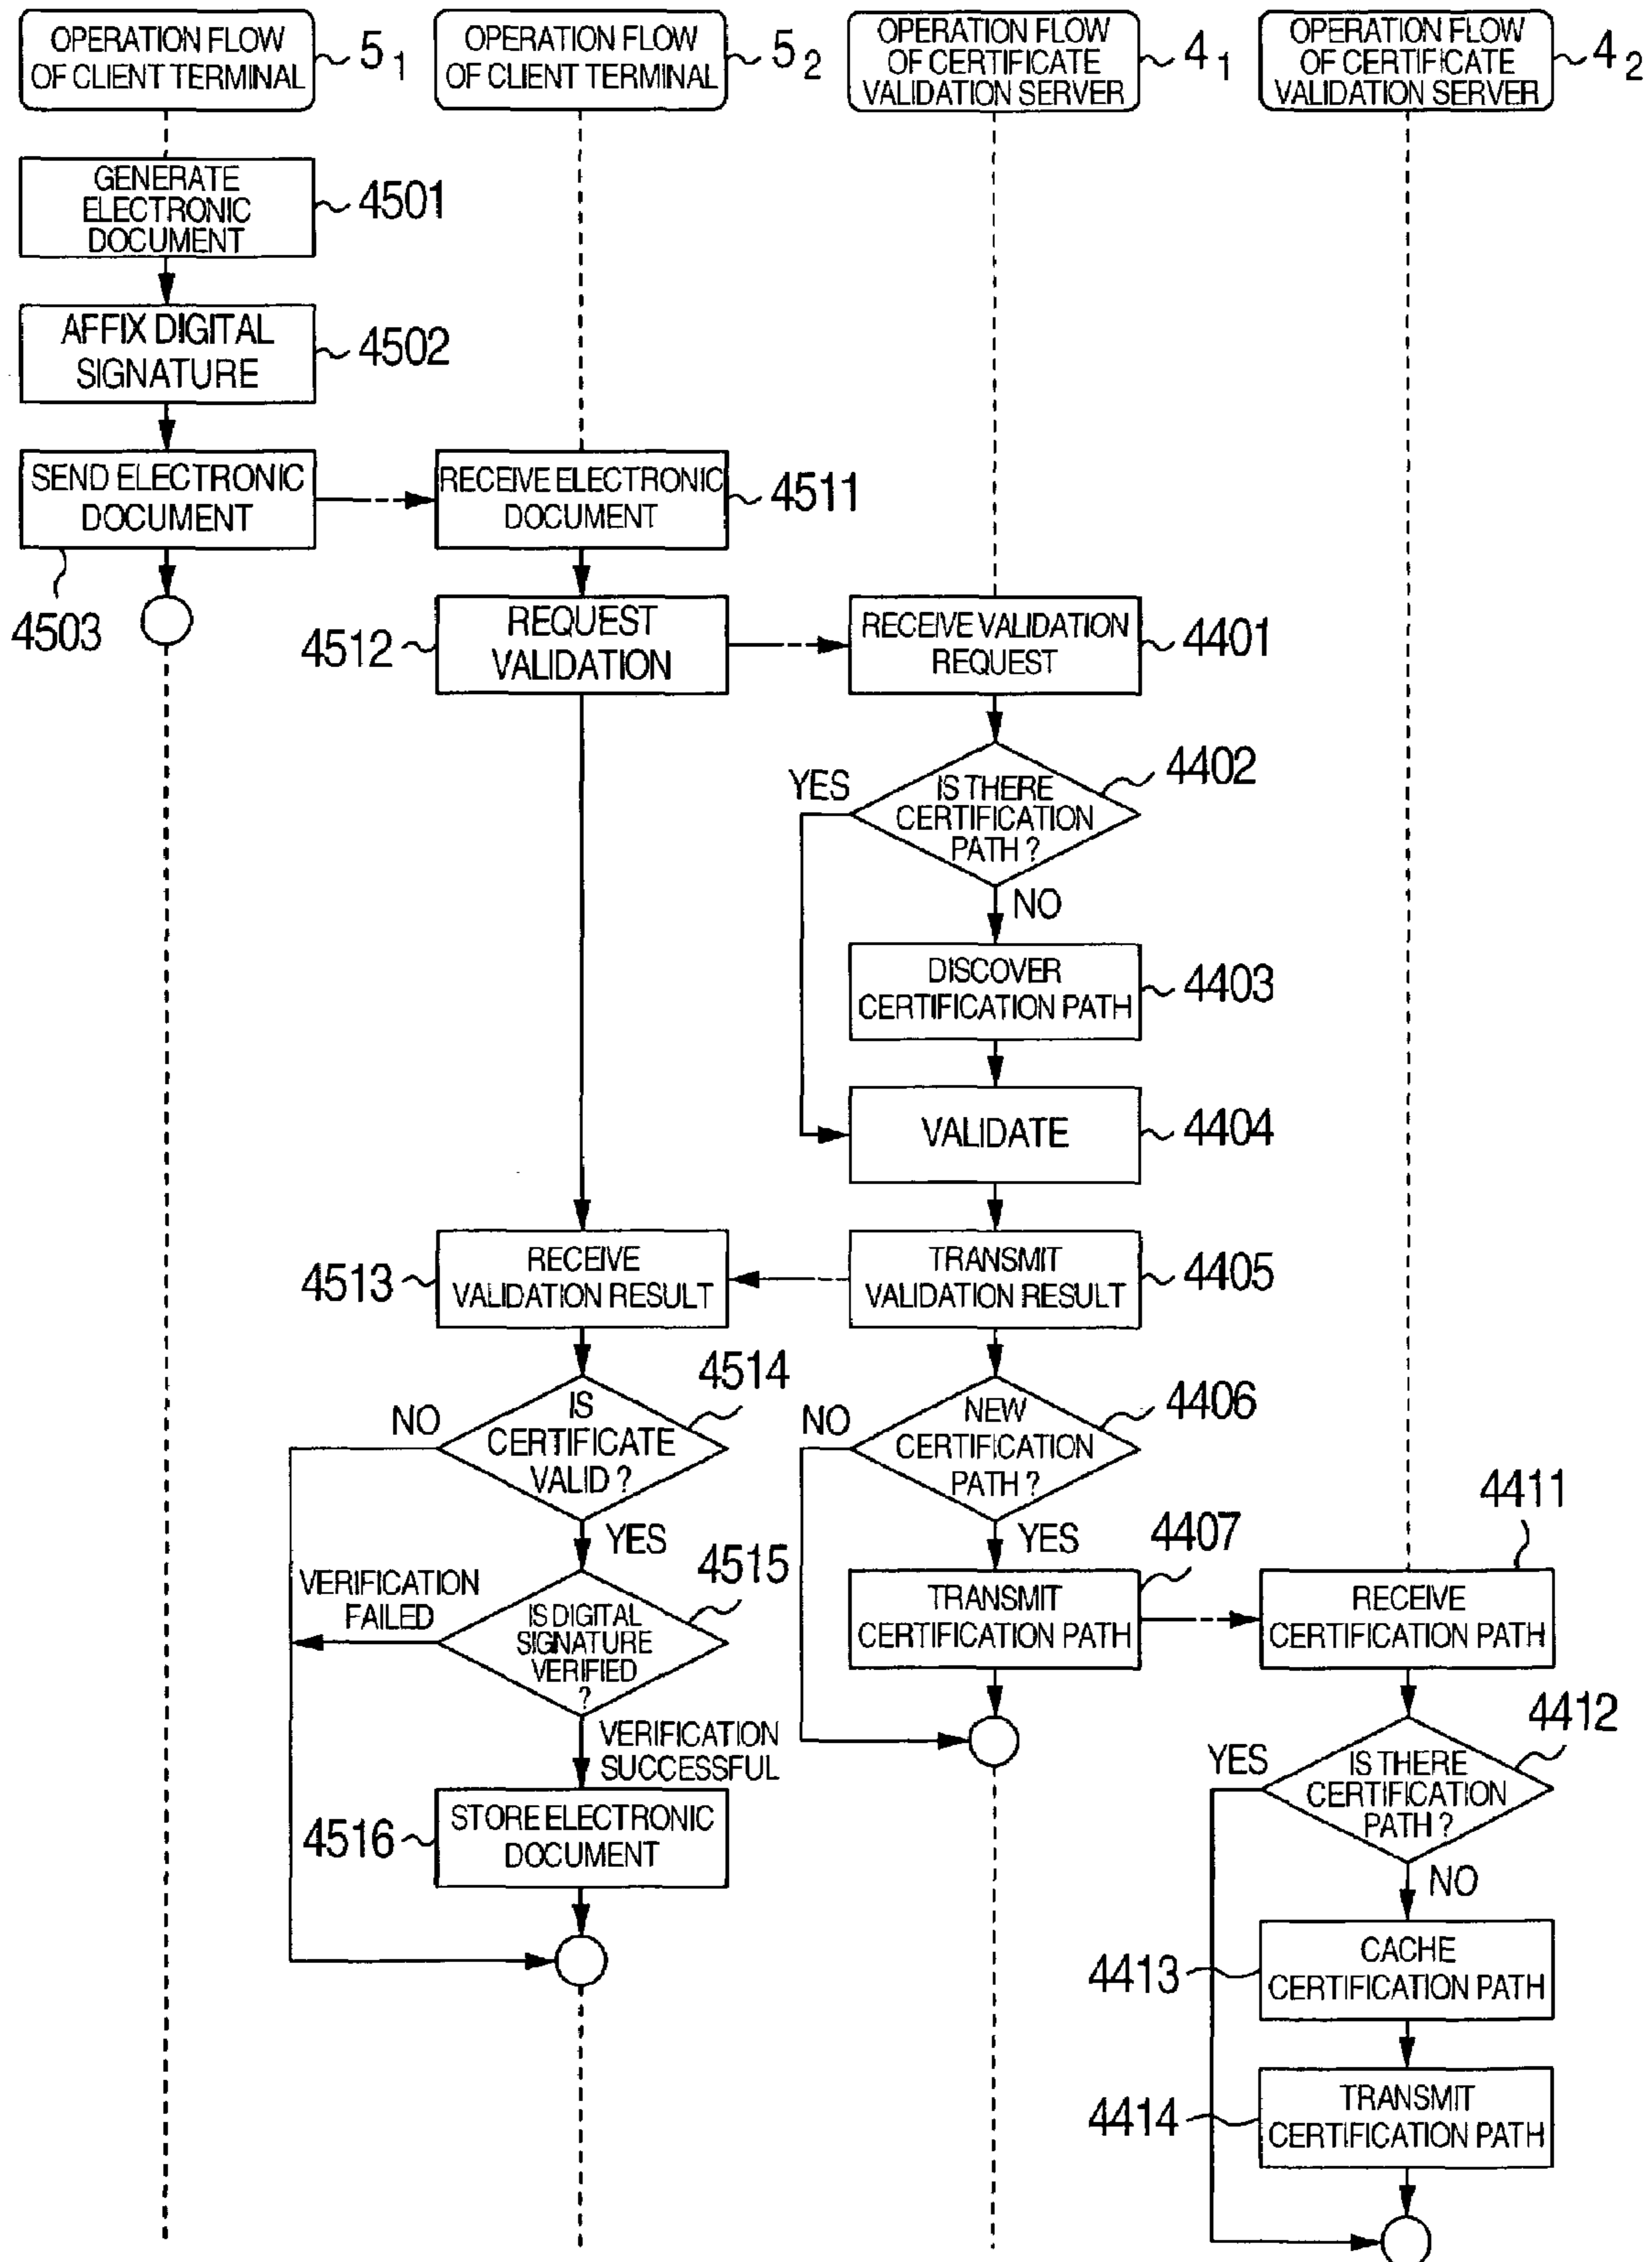 OPERATION FLOW
OF CLIENT TERMINAL
5 1
OPERATION FLOW
OF CLIENT TERMINAL
5 2
OPERATION FLOW
OF CERTIFICATE
VALIDATION SERVER
4 1
OPERATION FLOW
OF CERTIFICATE
VALIDATION SERVER
4 2
GENERATE
ELECTRONIC
DOCUMENT
4501
AFFIX DIGITAL
SIGNATURE
4502
SEND ELECTRONIC
DOCUMENT
4503
RECEIVE ELECTRONIC
DOCUMENT
4511
REQUEST
VALIDATION
4512
RECEIVE VALIDATION
REQUEST
4401
IS THERE
CERTIFICATION
PATH ?
4402
YES
NO
DISCOVER
CERTIFICATION PATH
4403
VALIDATE
4404
RECEIVE
VALIDATION RESULT
4513
TRANSMIT
VALIDATION RESULT
4405
IS
CERTIFICATE
VALID ?
4514
NO
YES
NEW
CERTIFICATION
PATH ?
4406
NO
YES
IS DIGITAL
SIGNATURE
VERIFIED
?
4515
VERIFICATION
FAILED
VERIFICATION
SUCCESSFUL
TRANSMIT
CERTIFICATION PATH
4407
RECEIVE
CERTIFICATION PATH
4411
IS THERE
CERTIFICATION
PATH ?
4412
YES
NO
STORE ELECTRONIC
DOCUMENT
4516
CACHE
CERTIFICATION PATH
4413
TRANSMIT
CERTIFICATION PATH
4414